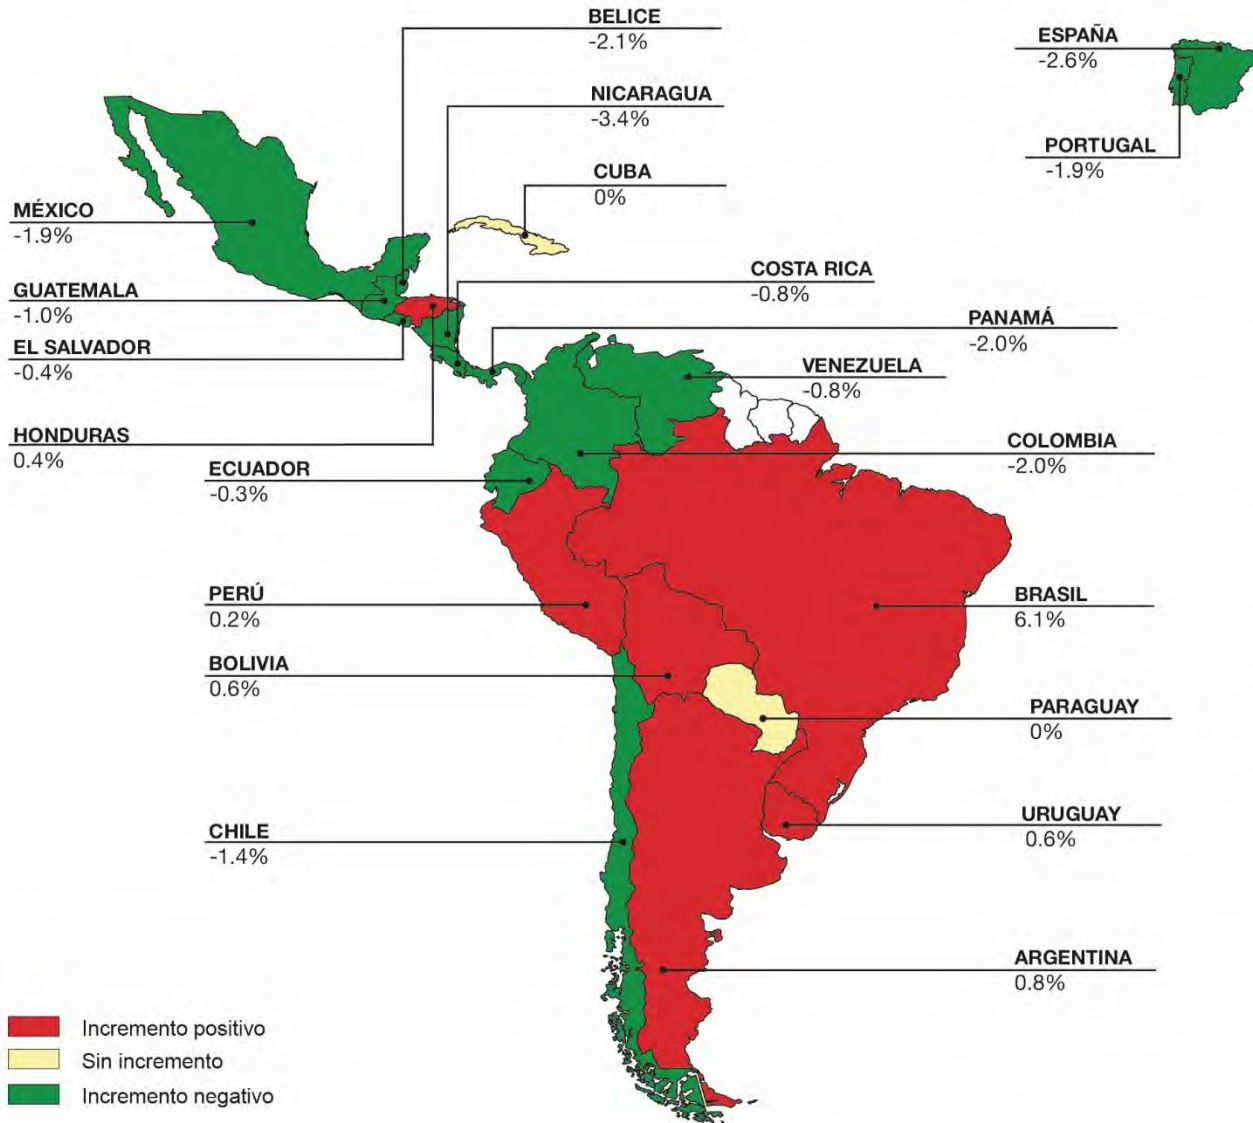 BELICE
-2.1%
ESPAÑA
-2.6%
NICARAGUA
-3.4%
PORTUGAL
-1.9%
CUBA
0%
MÉXICO
-1.9%
COSTA RICA
-0.8%
GUATEMALA
-1.0%
PANAMÁ
-2.0%
EL SALVADOR
-0.4%
VENEZUELA
-0.8%
HONDURAS
0.4%
COLOMBIA
-2.0%
ECUADOR
-0.3%
PERÚ
0.2%
BRASIL
6.1%
BOLIVIA
0.6%
PARAGUAY
0%
URUGUAY
0.6%
CHILE
-1.4%
ARGENTINA
0.8%
Incremento positivo
Sin incremento
Incremento negativo